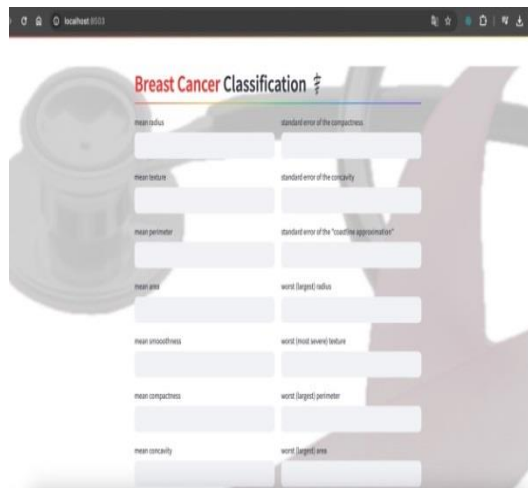 localhost:8503
Breast Cancer Classification
mean radius
standard error of the compactness
mean texture
standard error of the concavity
mean perimeter
standard error of the "coastline approximation"
mean area
worst (largest) radius
mean smooothness
worst (most severe) texture
mean compactness
worst (largest) perimeter
mean concavity
worst (largest) area